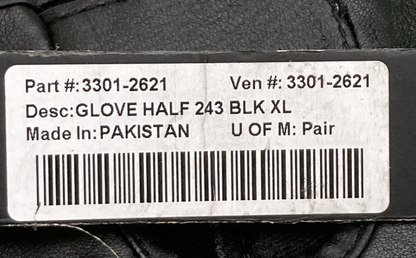 Part #:3301-2621 Ven #: 3301-2621
Desc:GLOVE HALF 243 BLK XL
Made In:PAKISTAN U OF M: Pair